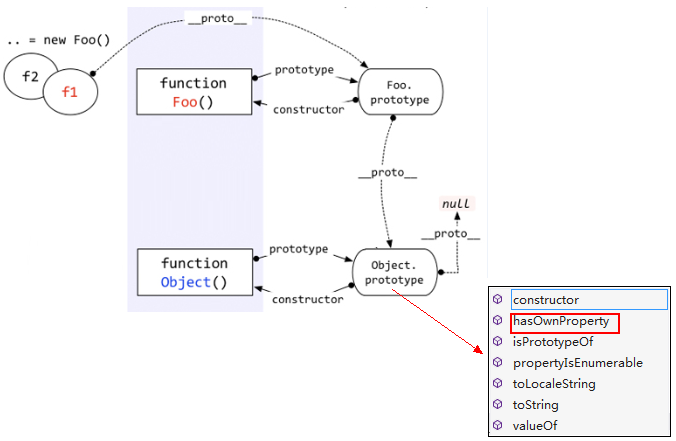 __proto__
.. = new Foo()
f2
f1
function
Foo()
prototype
constructor
Foo.
prototype
__proto__
null
__proto__
function
Object()
prototype
constructor
Object.
prototype
constructor
hasOwnProperty
isPrototypeOf
propertyIsEnumerable
toLocaleString
toString
valueOf